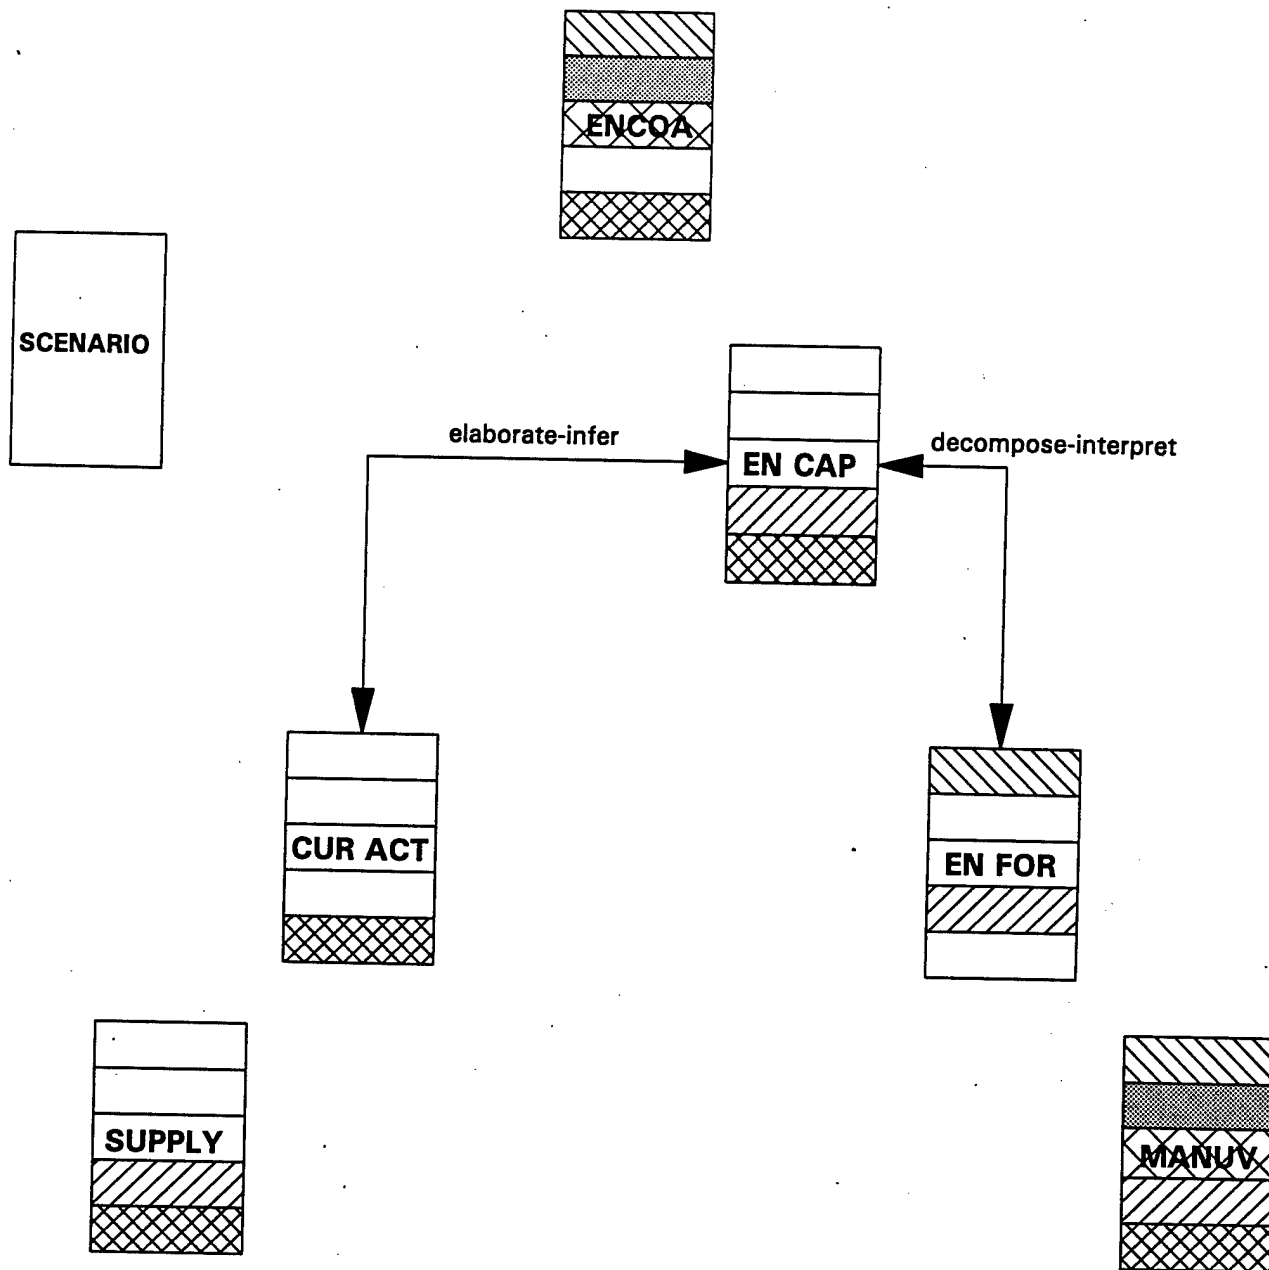 ENCOA
SCENARIO
elaborate-infer
decompose-interpret
EN CAP
CUR ACT
EN FOR
SUPPLY
MANUV